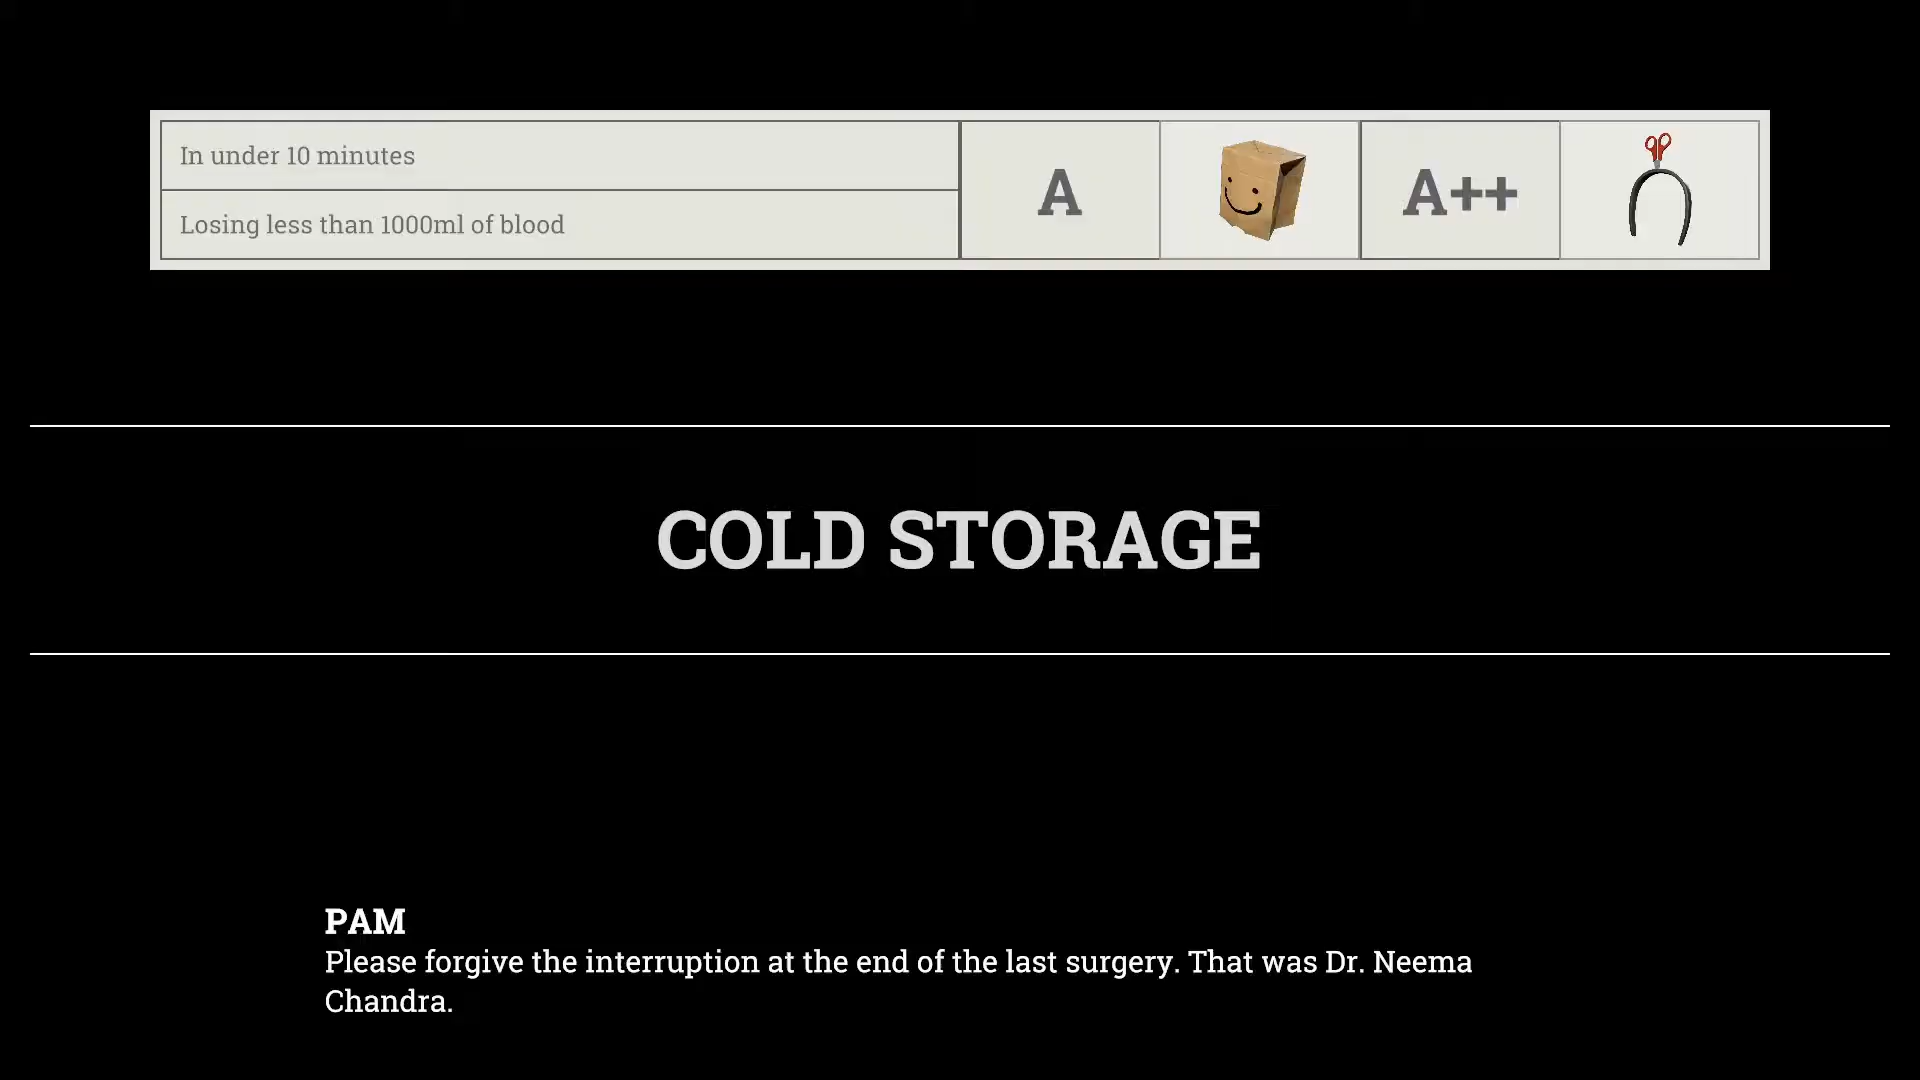 In under 10 minutes
Losing less than 1000ml of blood
A
A++
COLD STORAGE
PAM
Please forgive the interruption at the end of the last surgery. That was Dr. Neema
Chandra.